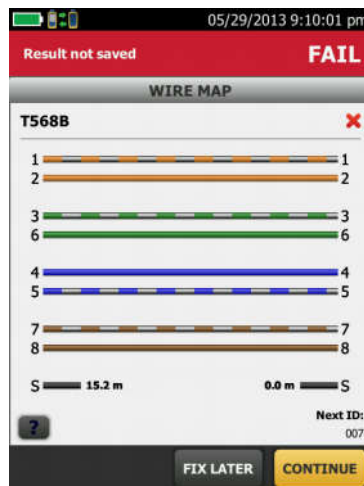 05/29/2013 9:10:01 pm
Result not saved FAIL
WIRE MAP
T568B
1 1
2 2
3 3
6 6
4 4
5 5
7 7
8 8
S 15.2 m 0.0 m S
Next ID:
? 007
FIX LATER CONTINUE